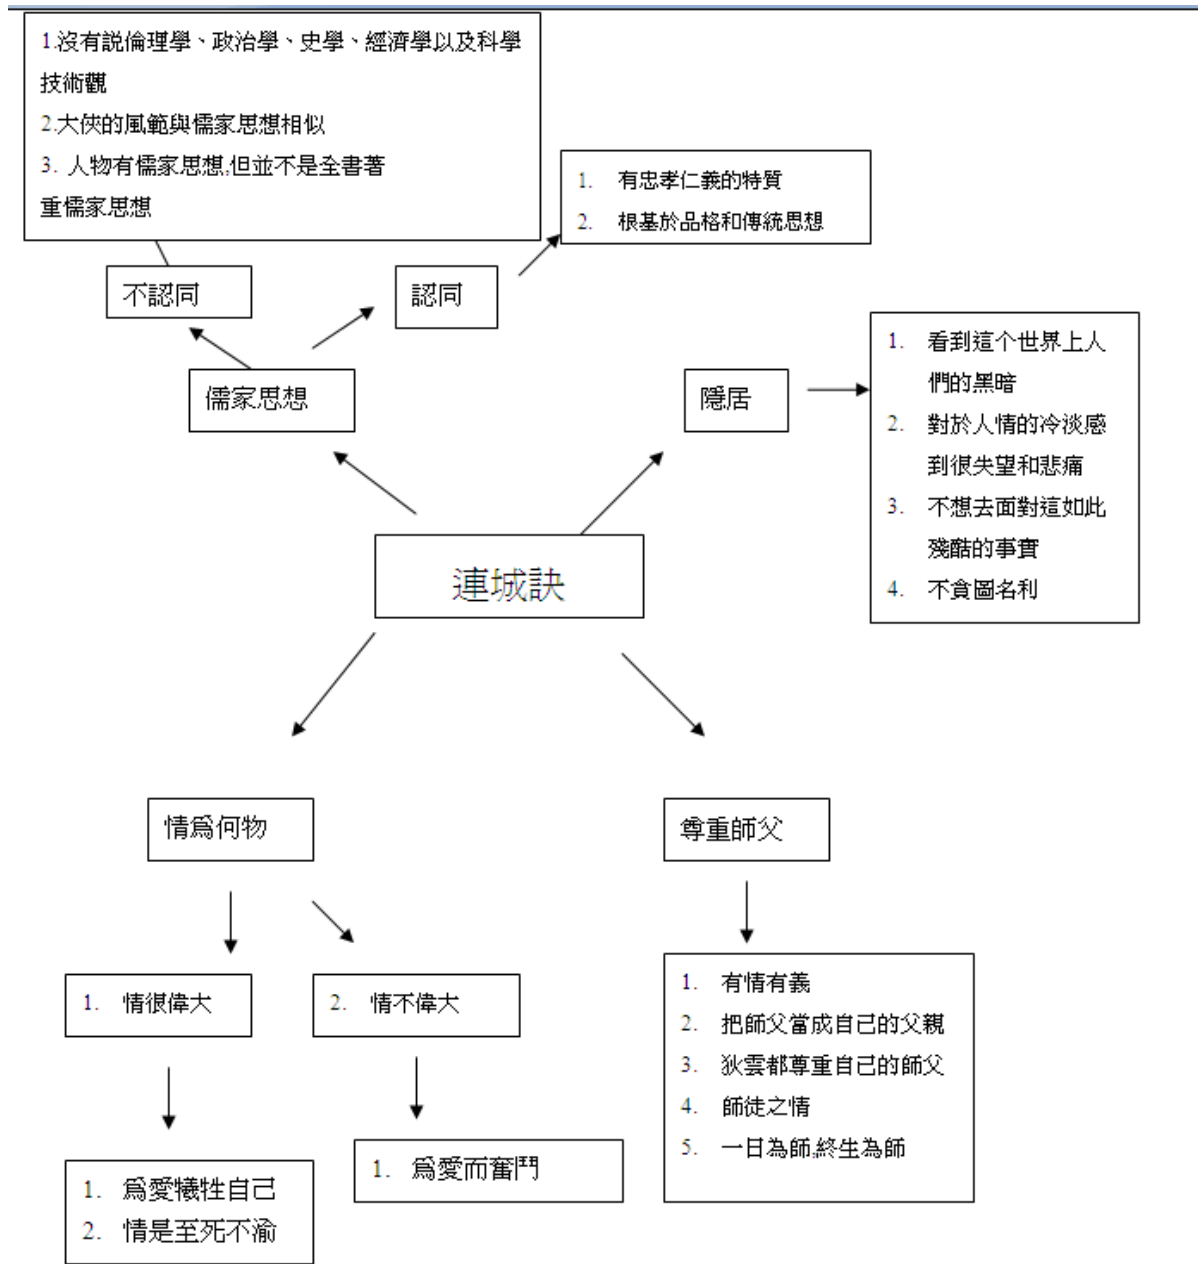 1.沒有説倫理學、政治學、史學、經濟學以及科學
技術觀
2.大俠的風範與儒家思想相似
3. 人物有儒家思想,但並不是全書著
重儒家思想
1. 有忠孝仁義的特質
2. 根基於品格和傳統思想
不認同
認同
儒家思想
隱居
1. 看到這个世界上人
們的黑暗
2. 對於人情的冷淡感
到很失望和悲痛
3. 不想去面對這如此
殘酷的事實
4. 不貪圖名利
連城訣
情爲何物
尊重師父
1. 情很偉大
2. 情不偉大
1. 有情有義
2. 把師父當成自己的父親
3. 狄雲都尊重自己的師父
4. 師徒之情
5. 一日為師,終生為師
1. 爲愛犧牲自己
2. 情是至死不渝
1. 爲愛而奮鬥